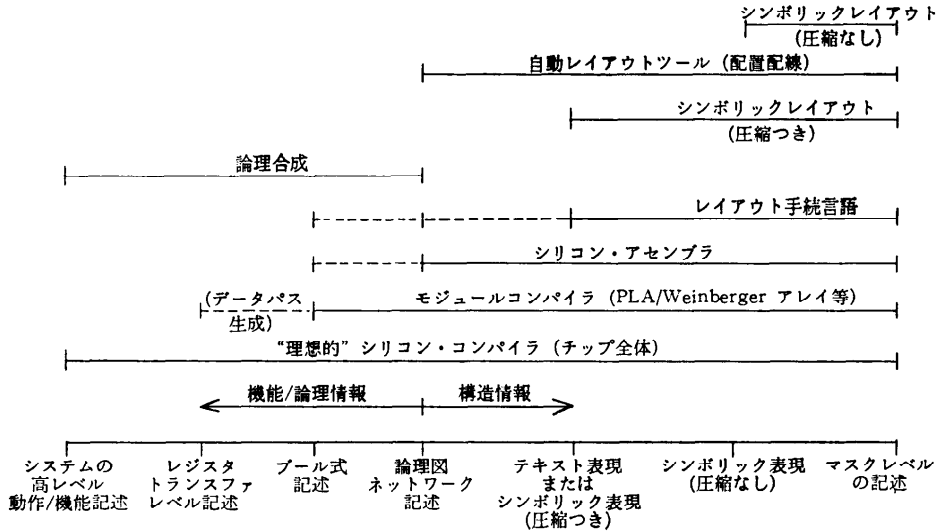 シンボリックレイアウト
(圧縮なし)
自動レイアウトツール (配置配線)
シンボリックレイアウト
(圧縮つき)
論理合成
レイアウト手続言語
シリコン・アセンブラ
(データパス
生成)
モジュールコンパイラ (PLA/Weinberger アレイ等)
“理想的” シリコン・コンパイラ (チップ全体)
機能/論理情報
構造情報
システムの
高レベル
動作/機能記述
レジスタ
トランスファ
レベル記述
ブール式
記述
論理図
ネットワーク
記述
テキスト表現
または
シンボリック表現
(圧縮つき)
シンボリック表現
(圧縮なし)
マスクレベル
の記述